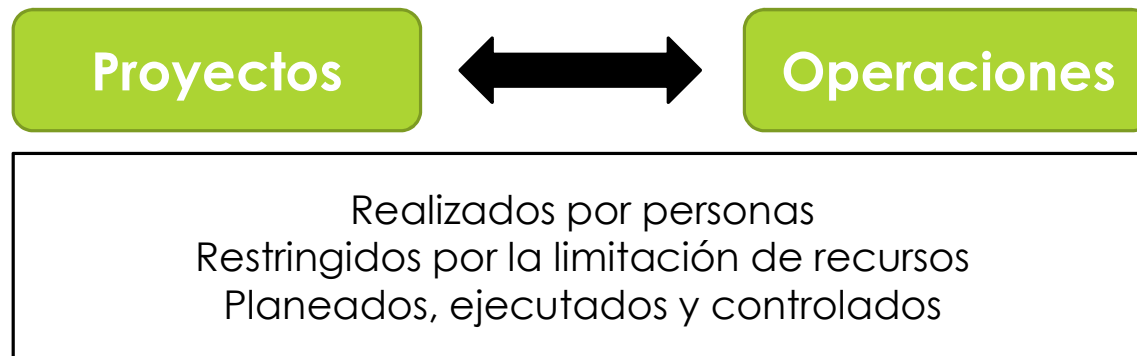 Proyectos
Operaciones
Realizados por personas
Restringidos por la limitación de recursos
Planeados, ejecutados y controlados